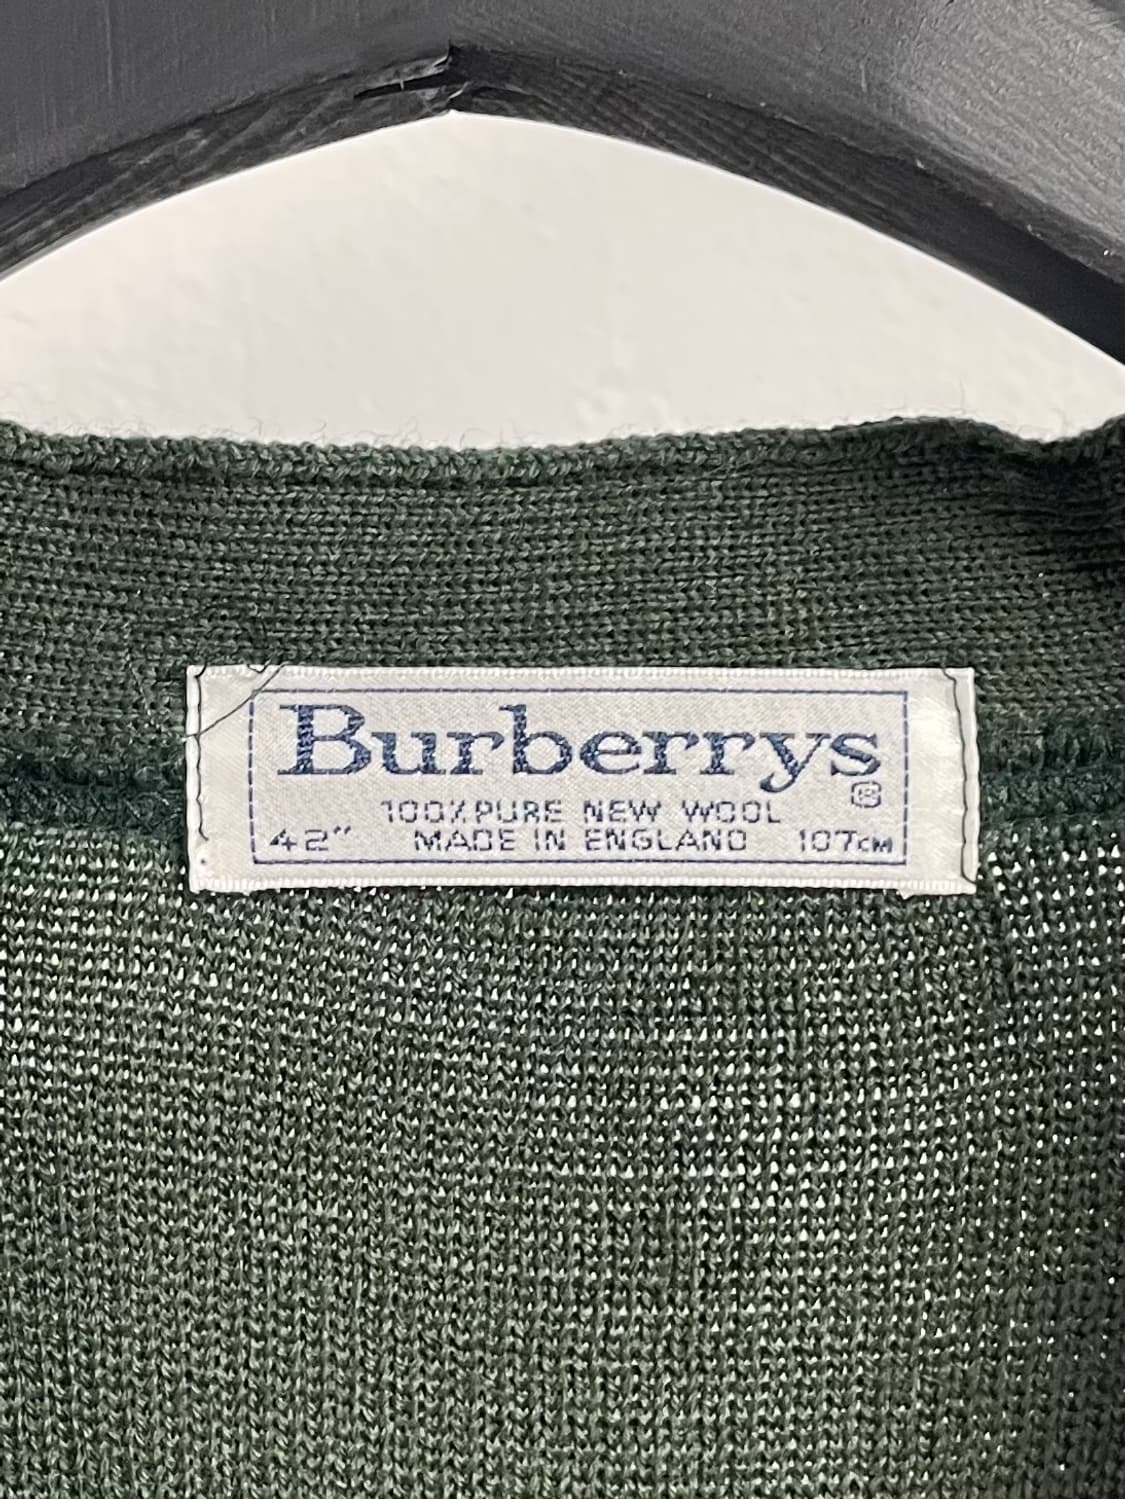 Burberrys
®
100% PURE NEW WOOL
42" MADE IN ENGLAND 107cm